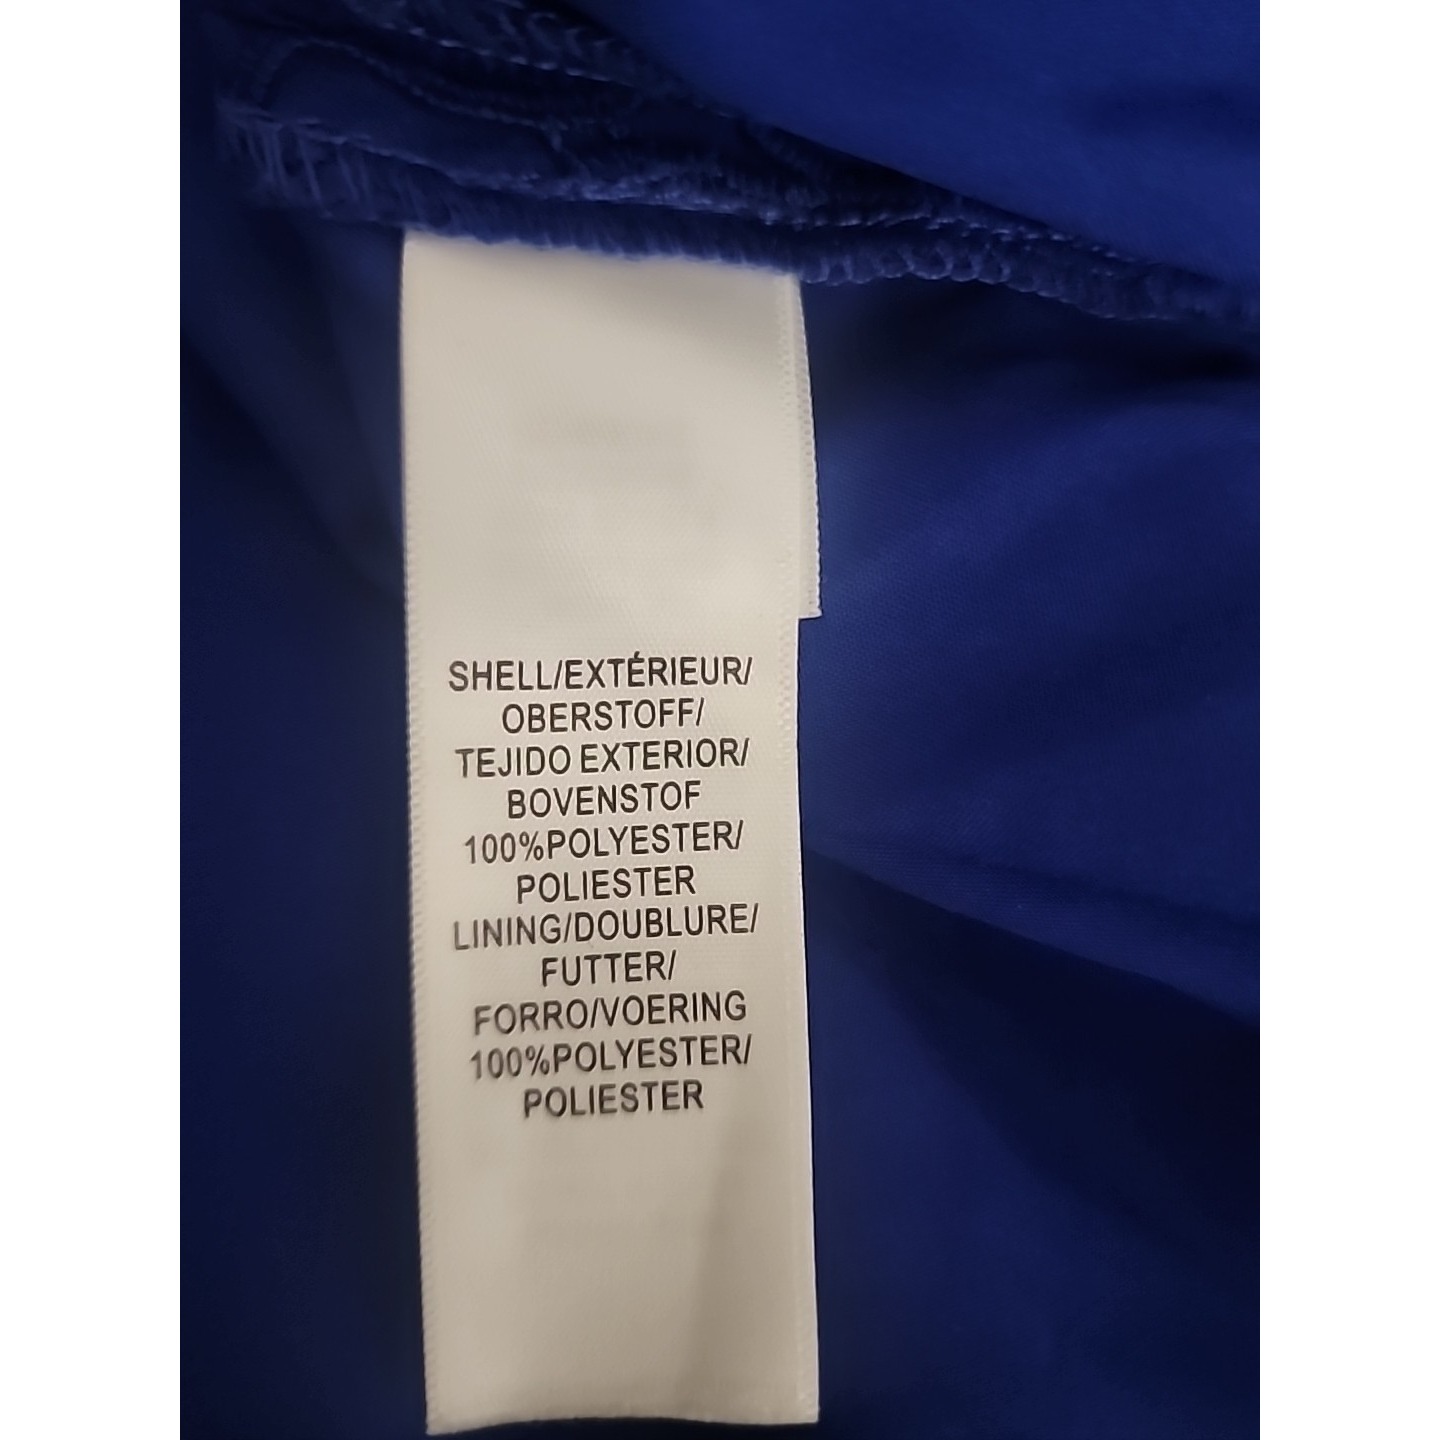 SHELL/EXTÉRIEUR/
OBERSTOFF/
TEJIDO EXTERIOR/
BOVENSTOF
100%POLYESTER/
POLIESTER
LINING/DOUBLURE/
FUTTER/
FORRO/VOERING
100%POLYESTER/
POLIESTER